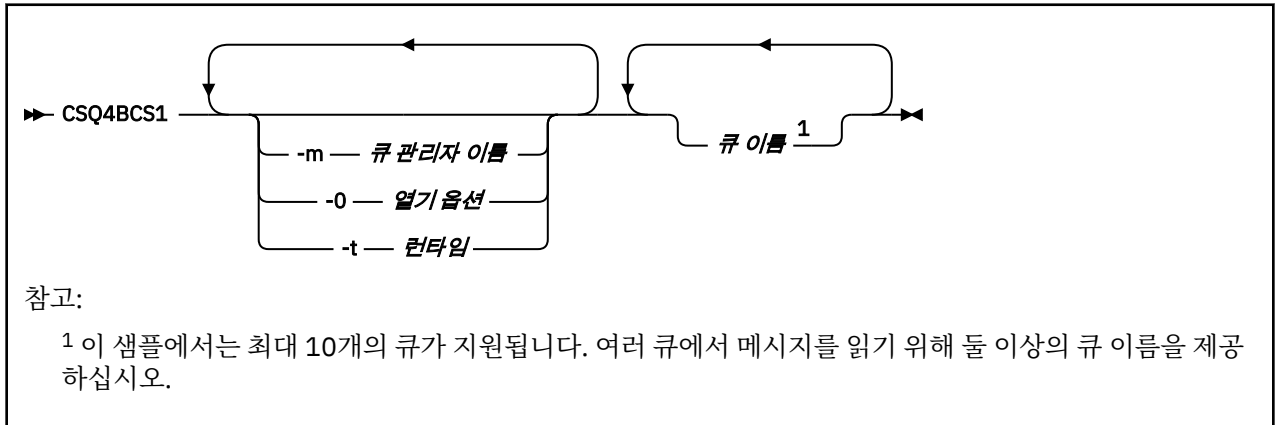 CSQ4BCS1
-m 큐 관리자 이름
-0 열기 옵션
-t 런타임
큐 이름 1
참고:
1 이 샘플에서는 최대 10개의 큐가 지원됩니다. 여러 큐에서 메시지를 읽기 위해 둘 이상의 큐 이름을 제공
하십시오.